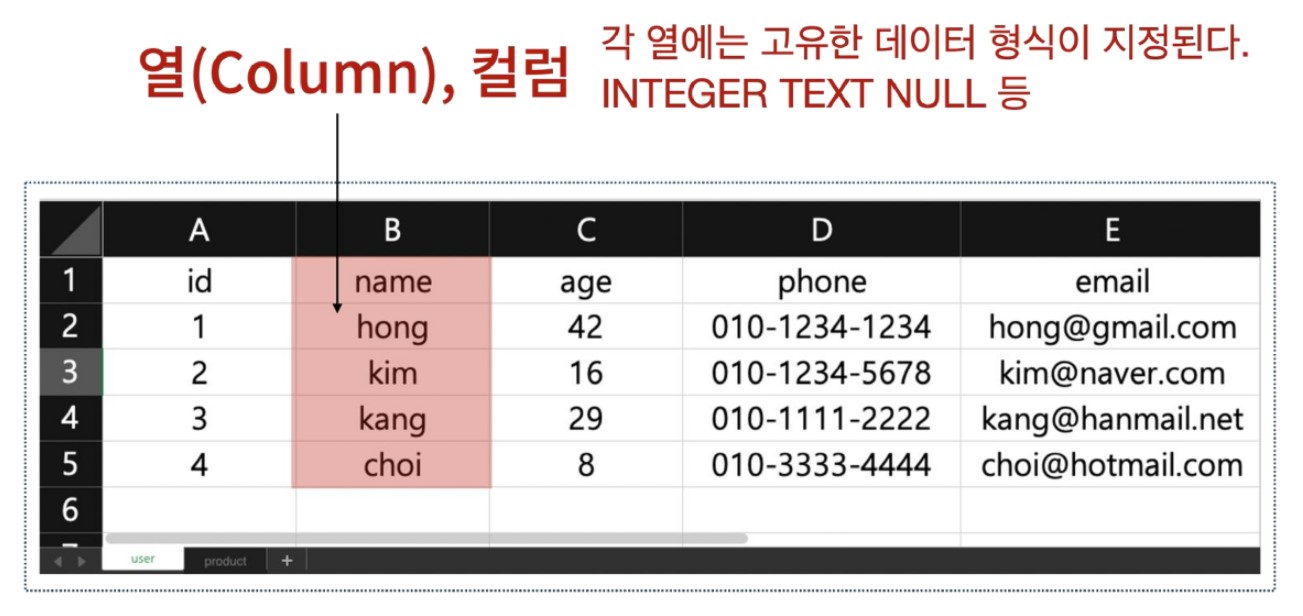 열(Column), 컬럼
각 열에는 고유한 데이터 형식이 지정된다.
INTEGER TEXT NULL 등
A B C D E
1 id name age phone email
2 1 hong 42 010-1234-1234 hong@gmail.com
3 2 kim 16 010-1234-5678 kim@naver.com
4 3 kang 29 010-1111-2222 kang@hanmail.net
5 4 choi 8 010-3333-4444 choi@hotmail.com
6
user product +